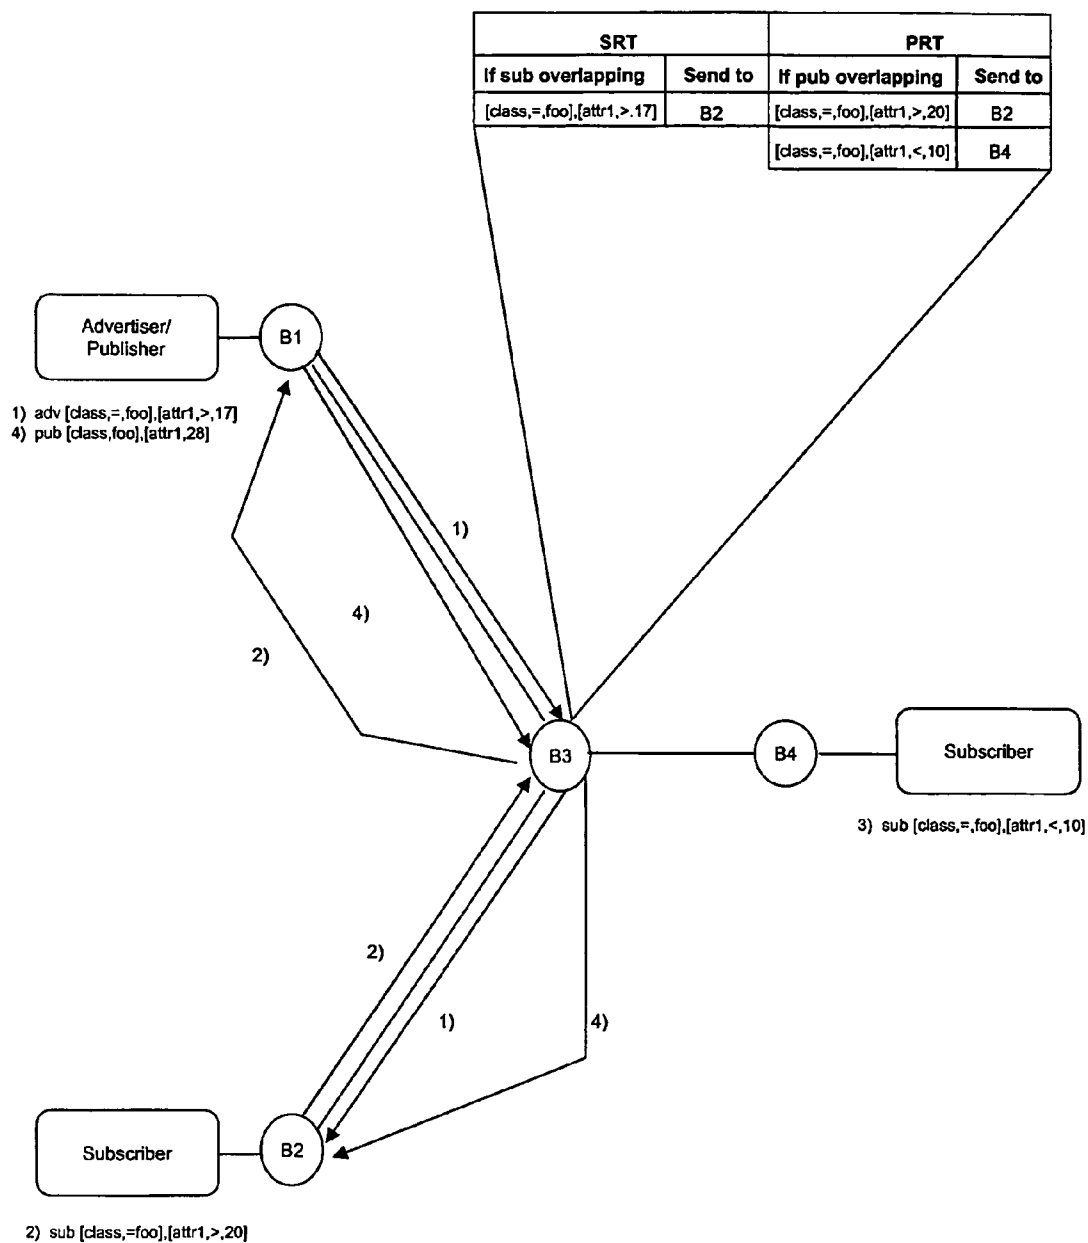 SRT PRT
If sub overlapping Send to If pub overlapping Send to
[class,=,foo],[attr1,>.17] B2 [class,=,foo],[attr1,>,20] B2
[class,=,foo],[attr1,<,10] B4
Advertiser/
Publisher
B1
1) adv [class,=,foo],[attr1,>,17]
4) pub [class,foo],[attr1,28]
1)
4)
2)
B3
B4
Subscriber
3) sub [class,=,foo],[attr1,<,10]
2)
1)
4)
Subscriber
B2
2) sub [class,=foo],[attr1,>,20]